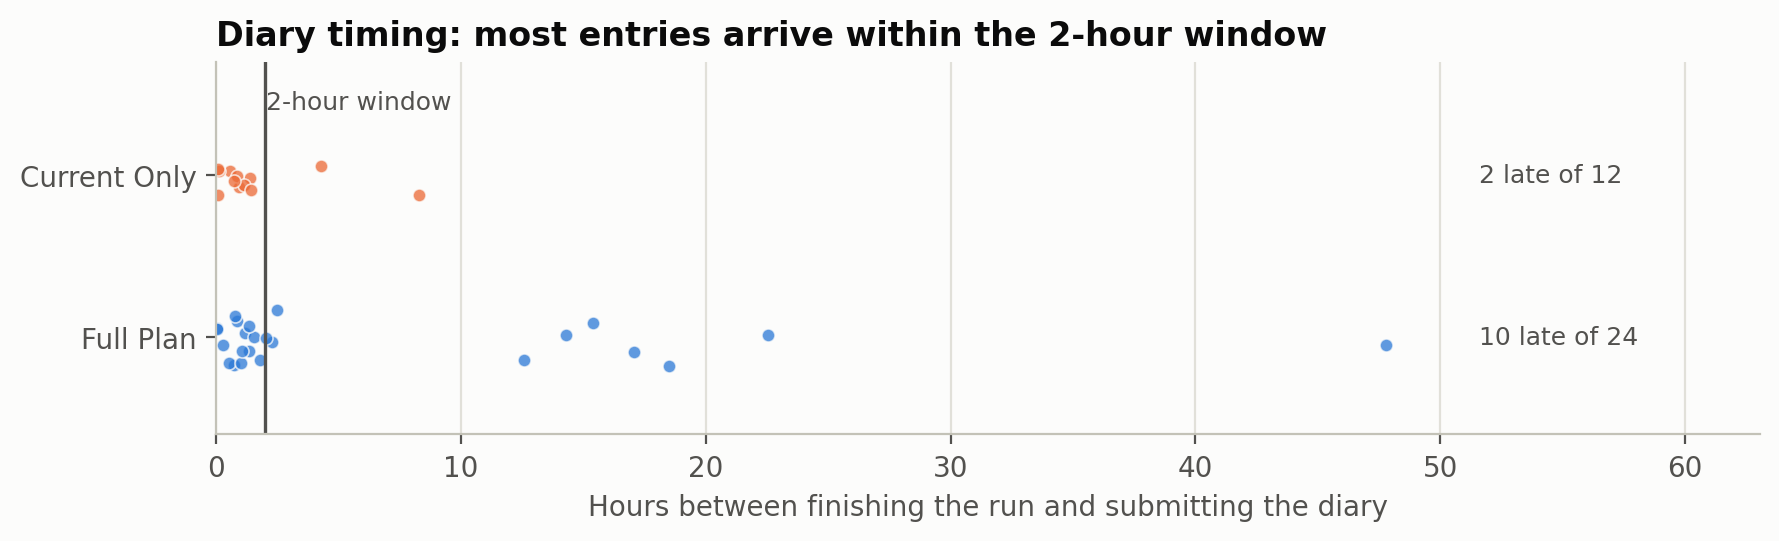 Diary timing: most entries arrive within the 2-hour window
2-hour window
Current Only
2 late of 12
Full Plan
10 late of 24
0 10 20 30 40 50 60
Hours between finishing the run and submitting the diary